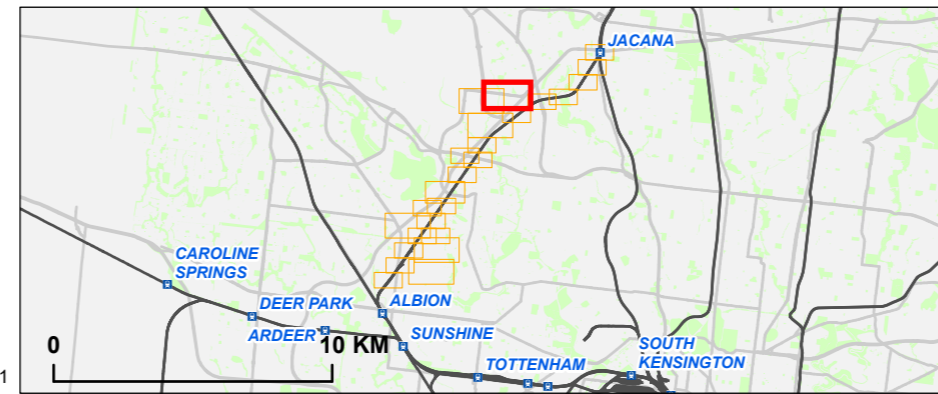 JACANA
CAROLINE
SPRINGS
DEER PARK
ALBION
ARDEER
SUNSHINE
0
10 KM
TOTTENHAM
SOUTH
KENSINGTON
1